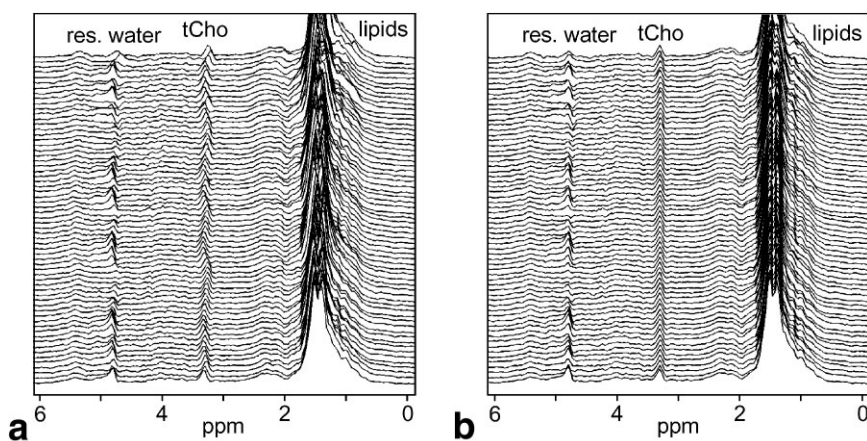 res. water tCho lipids
6 4 2 0
ppm
a
res. water tCho lipids
6 4 2 0
ppm
b